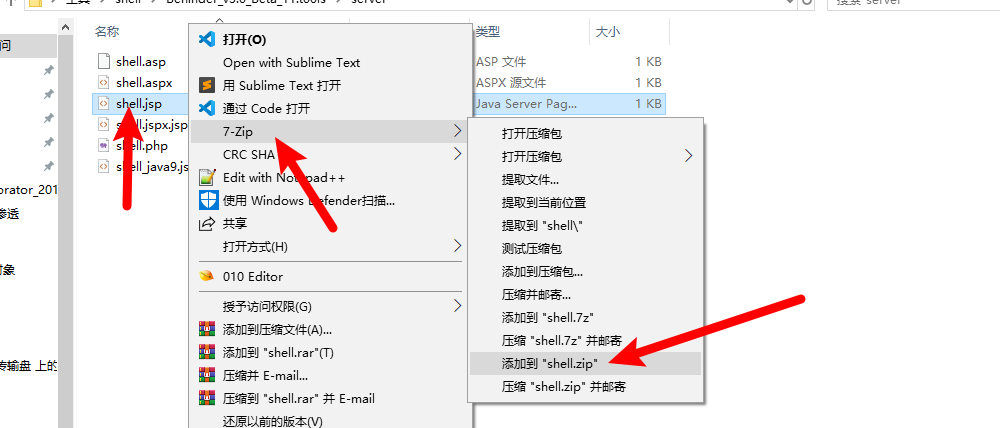 工具 > shell > Behinder_v3.0_Beta_11.tools > server
搜索"server"
问
名称
类型
大小
shell.asp
ASP 文件
1 KB
shell.aspx
ASPX 源文件
1 KB
shell.jsp
Java Server Pag...
1 KB
shell.jspx.jsp
shell.php
shell_java9.js
orator_201
渗透
对象
传输盘 上的
打开(O)
Open with Sublime Text
用 Sublime Text 打开
通过 Code 打开
7-Zip
CRC SHA
Edit with Notepad++
使用 Windows Defender扫描...
共享
打开方式(H)
010 Editor
授予访问权限(G)
添加到压缩文件(A)...
添加到 "shell.rar"(T)
压缩并 E-mail...
压缩到 "shell.rar" 并 E-mail
还原以前的版本(V)
打开压缩包
打开压缩包
提取文件...
提取到当前位置
提取到 "shell\"
测试压缩包
添加到压缩包...
压缩并邮寄...
添加到 "shell.7z"
压缩 "shell.7z" 并邮寄
添加到 "shell.zip"
压缩 "shell.zip" 并邮寄